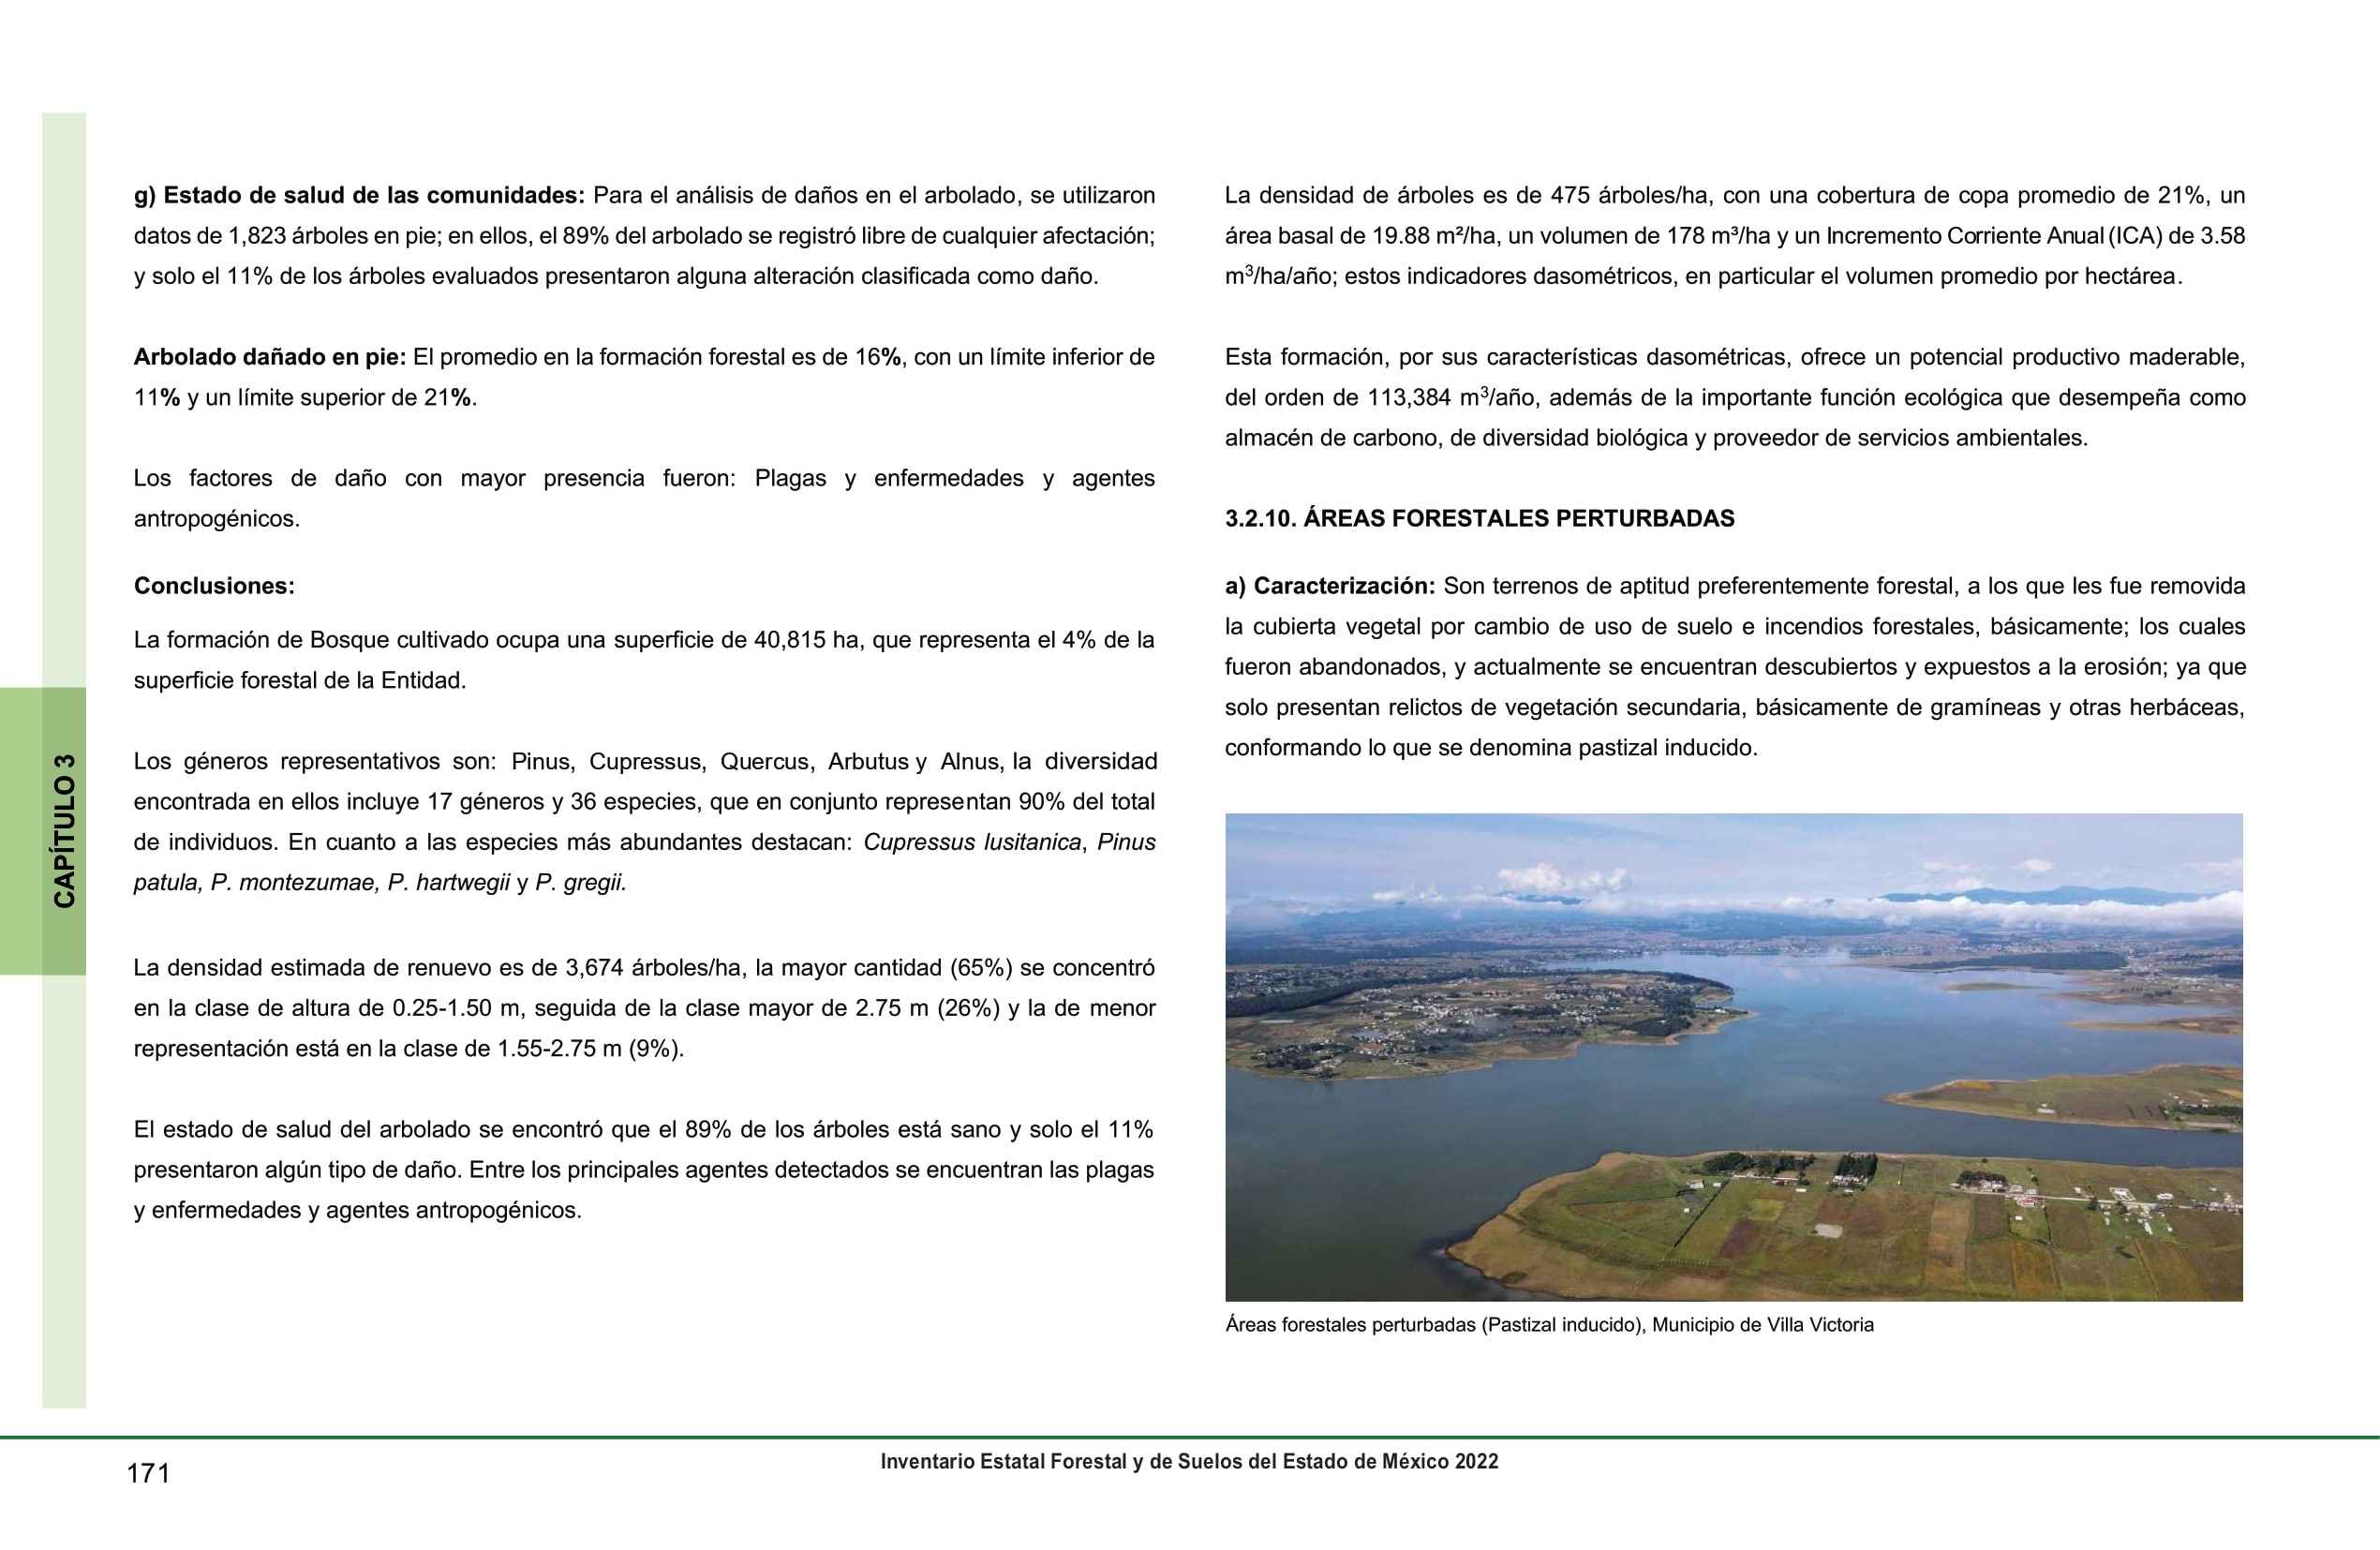 g) Estado de salud de las comunidades: Para el análisis de daños en el arbolado, se utilizaron
datos de 1,823 árboles en pie; en ellos, el 89% del arbolado se registró libre de cualquier afectación;
y solo el 11% de los árboles evaluados presentaron alguna alteración clasificada como daño.
Arbolado dañado en pie: El promedio en la formación forestal es de 16%, con un límite inferior de
11% y un límite superior de 21%.
Los factores de daño con mayor presencia fueron: Plagas y enfermedades y agentes
antropogénicos.
Conclusiones:
La formación de Bosque cultivado ocupa una superficie de 40,815 ha, que representa el 4% de la
superficie forestal de la Entidad.
Los géneros representativos son: Pinus, Cupressus, Quercus, Arbutus y Alnus, la diversidad
encontrada en ellos incluye 17 géneros y 36 especies, que en conjunto representan 90% del total
de individuos. En cuanto a las especies más abundantes destacan: Cupressus lusitanica, Pinus
patula, P. montezumae, P. hartwegii y P. gregii.
La densidad estimada de renuevo es de 3,674 árboles/ha, la mayor cantidad (65%) se concentró
en la clase de altura de 0.25-1.50 m, seguida de la clase mayor de 2.75 m (26%) y la de menor
representación está en la clase de 1.55-2.75 m (9%).
El estado de salud del arbolado se encontró que el 89% de los árboles está sano y solo el 11%
presentaron algún tipo de daño. Entre los principales agentes detectados se encuentran las plagas
y enfermedades y agentes antropogénicos.
La densidad de árboles es de 475 árboles/ha, con una cobertura de copa promedio de 21%, un
área basal de 19.88 m²/ha, un volumen de 178 m³/ha y un Incremento Corriente Anual (ICA) de 3.58
m³/ha/año; estos indicadores dasométricos, en particular el volumen promedio por hectárea.
Esta formación, por sus características dasométricas, ofrece un potencial productivo maderable,
del orden de 113,384 m³/año, además de la importante función ecológica que desempeña como
almacén de carbono, de diversidad biológica y proveedor de servicios ambientales.
3.2.10. ÁREAS FORESTALES PERTURBADAS
a) Caracterización: Son terrenos de aptitud preferentemente forestal, a los que les fue removida
la cubierta vegetal por cambio de uso de suelo e incendios forestales, básicamente; los cuales
fueron abandonados, y actualmente se encuentran descubiertos y expuestos a la erosión; ya que
solo presentan relictos de vegetación secundaria, básicamente de gramíneas y otras herbáceas,
conformando lo que se denomina pastizal inducido.
Áreas forestales perturbadas (Pastizal inducido), Municipio de Villa Victoria
CAPÍTULO 3
171
Inventario Estatal Forestal y de Suelos del Estado de México 2022